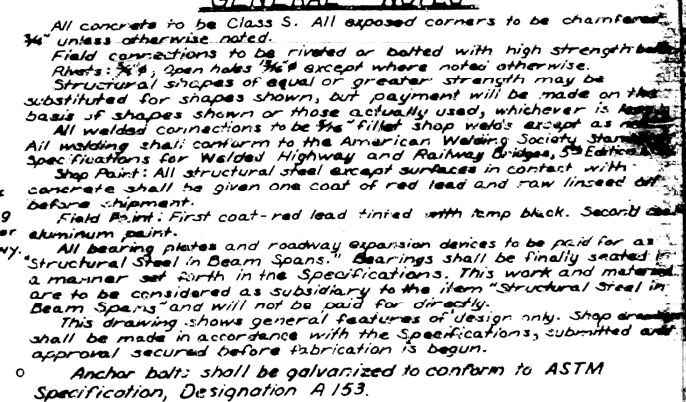 GENERAL NOTES
All concrete to be Class S. All exposed corners to be chamfered
3/4" unless otherwise noted.
Field connections to be riveted or bolted with high strength bolts
Rivets: 3/4"ø, Open holes 13/16"ø except where noted otherwise.
Structural shapes of equal or greater strength may be
substituted for shapes shown, but payment will be made on the
basis of shapes shown or those actually used, whichever is
All welded connections to be 5/16" fillet shop welds except as
All welding shall conform to the American Welding Society
Specifications for Welded Highway and Railway Bridges, 5th Edition
Shop Paint: All structural steel except surfaces in contact with
concrete shall be given one coat of red lead and raw linseed oil
before shipment.
Field Paint: First coat-red lead tinted with lamp black. Second coat
aluminum paint.
All bearing plates and roadway expansion devices to be paid for as
"Structural Steel in Beam Spans." Bearings shall be finally seated in
a manner set forth in the Specifications. This work and material
are to be considered as subsidiary to the item "Structural Steel in
Beam Spans" and will not be paid for directly.
This drawing shows general features of design only. Shop
shall be made in accordance with the Specifications, submitted and
approval secured before fabrication is begun.
Anchor bolts shall be galvanized to conform to ASTM
Specification, Designation A 153.